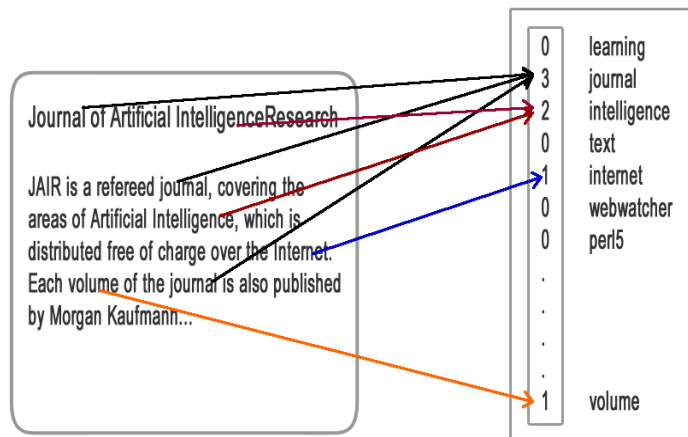 Journal of Artificial IntelligenceResearch
JAIR is a refereed journal, covering the
areas of Artificial Intelligence, which is
distributed free of charge over the Internet.
Each volume of the journal is also published
by Morgan Kaufmann...
0 learning
3 journal
2 intelligence
0 text
1 internet
0 webwatcher
0 perl5
.
.
.
.
1 volume